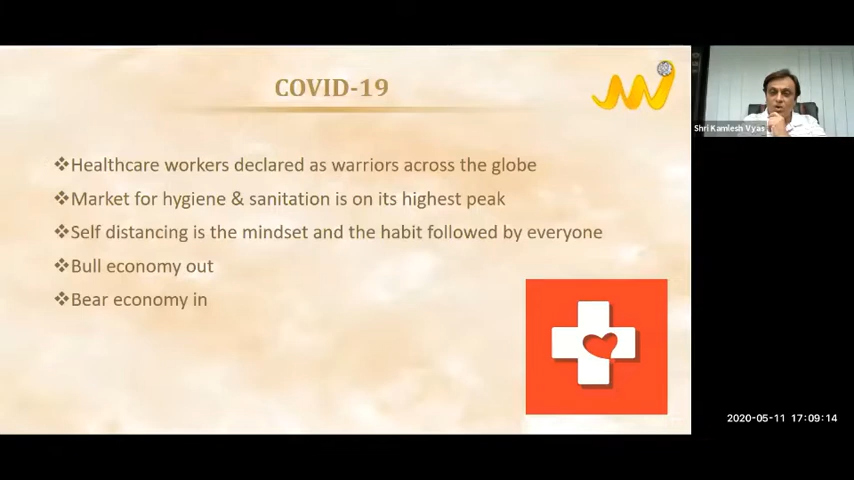 COVID-19
❖Healthcare workers declared as warriors across the globe
❖Market for hygiene & sanitation is on its highest peak
❖Self distancing is the mindset and the habit followed by everyone
❖Bull economy out
❖Bear economy in
Shri Kamlesh Vyas
2020-05-11 17:09:14